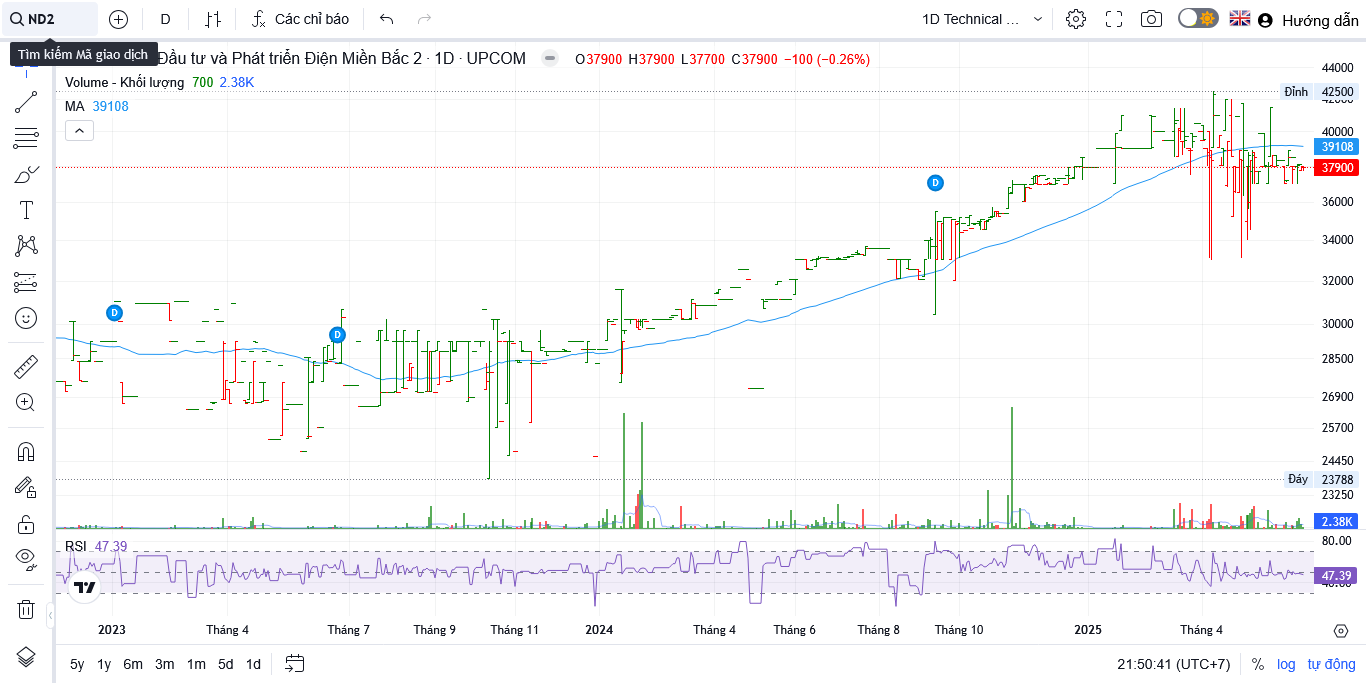 ND2 D Các chỉ báo 1D Technical ... Hướng dẫn
Tìm kiếm Mã giao dịch
Đầu tư và Phát triển Điện Miền Bắc 2 · 1D · UPCOM O37900 H37900 L37700 C37900 −100 (−0.26%)
Volume - Khối lượng 700 2.38K
MA 39108
44000
Đỉnh 42500
42000
40000
39108
37900
D
36000
34000
32000
D
30000
D
28500
26900
25700
24450
Đáy 23788
23250
2.38K
RSI 47.39
80.00
47.39
40.00
2023 Tháng 4 Tháng 7 Tháng 9 Tháng 11 2024 Tháng 4 Tháng 6 Tháng 8 Tháng 10 2025 Tháng 4
5y 1y 6m 3m 1m 5d 1d 21:50:41 (UTC+7) % log tự động